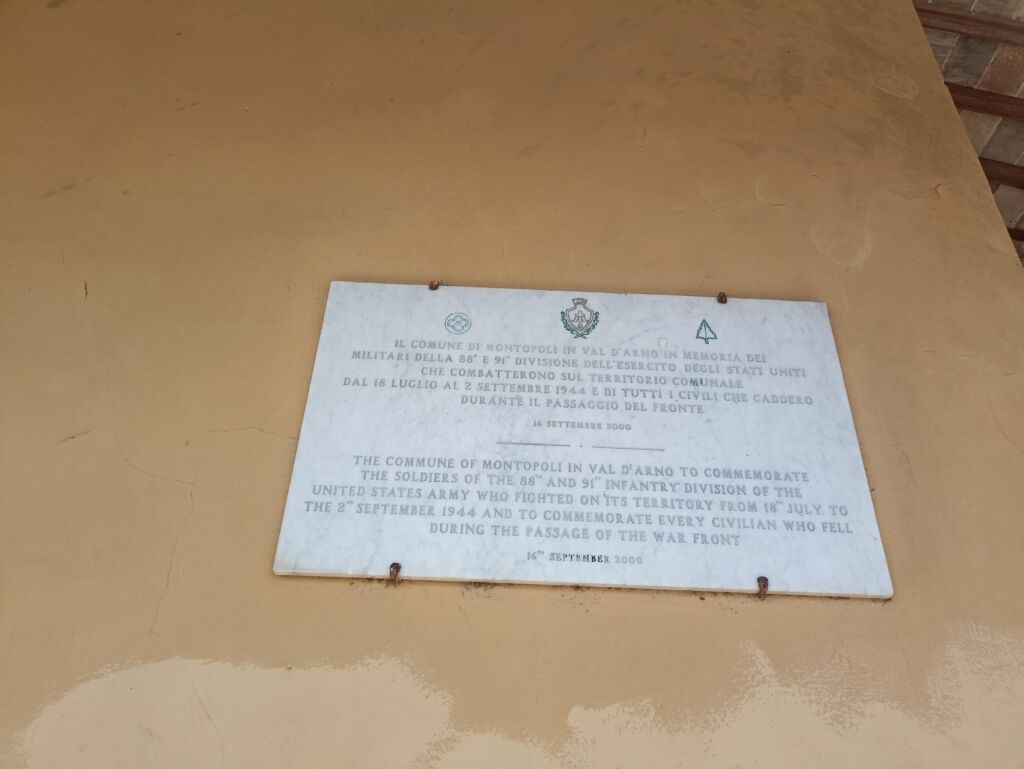 IL COMUNE DI MONTOPOLI IN VAL D'ARNO IN MEMORIA DEI
MILITARI DELLA 88ª E 91ª DIVISIONE DELL'ESERCITO DEGLI STATI UNITI
CHE COMBATTERONO SUL TERRITORIO COMUNALE
DAL 18 LUGLIO AL 2 SETTEMBRE 1944 E DI TUTTI I CIVILI CHE CADDERO
DURANTE IL PASSAGGIO DEL FRONTE
16 SETTEMBRE 2000
THE COMMUNE OF MONTOPOLI IN VAL D'ARNO TO COMMEMORATE
THE SOLDIERS OF THE 88TH AND 91ST INFANTRY DIVISION OF THE
UNITED STATES ARMY WHO FIGHTED ON ITS TERRITORY FROM 18TH JULY TO
THE 2ND SEPTEMBER 1944 AND TO COMMEMORATE EVERY CIVILIAN WHO FELL
DURING THE PASSAGE OF THE WAR FRONT
16TH SEPTEMBER 2000